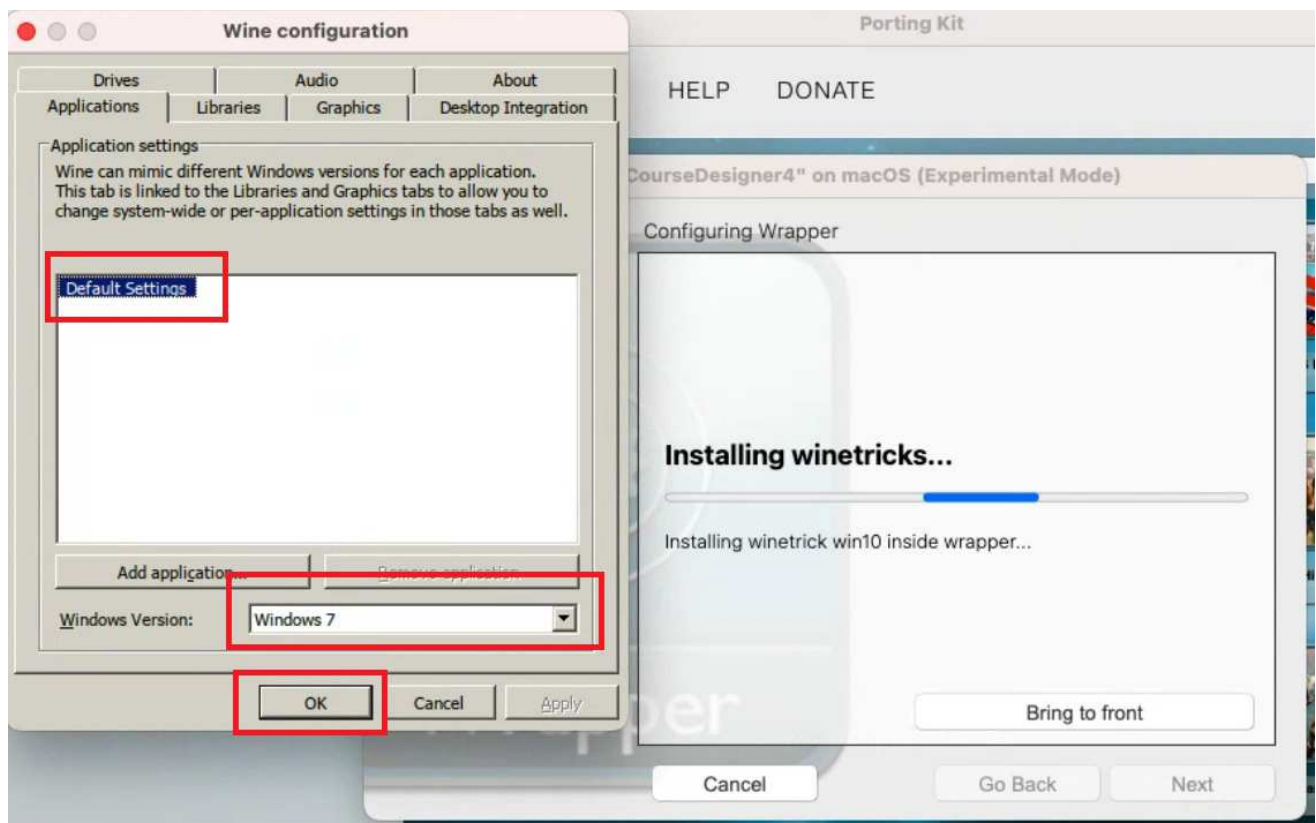 Wine configuration
Drives
Audio
About
Applications
Libraries
Graphics
Desktop Integration
Application settings
Wine can mimic different Windows versions for each application.
This tab is linked to the Libraries and Graphics tabs to allow you to
change system-wide or per-application settings in those tabs as well.
Default Settings
Add application...
Remove application
Windows Version:
Windows 7
OK
Cancel
Apply
Porting Kit
HELP
DONATE
CourseDesigner4" on macOS (Experimental Mode)
Configuring Wrapper
Installing winetricks...
Installing winetrick win10 inside wrapper...
Bring to front
Cancel
Go Back
Next